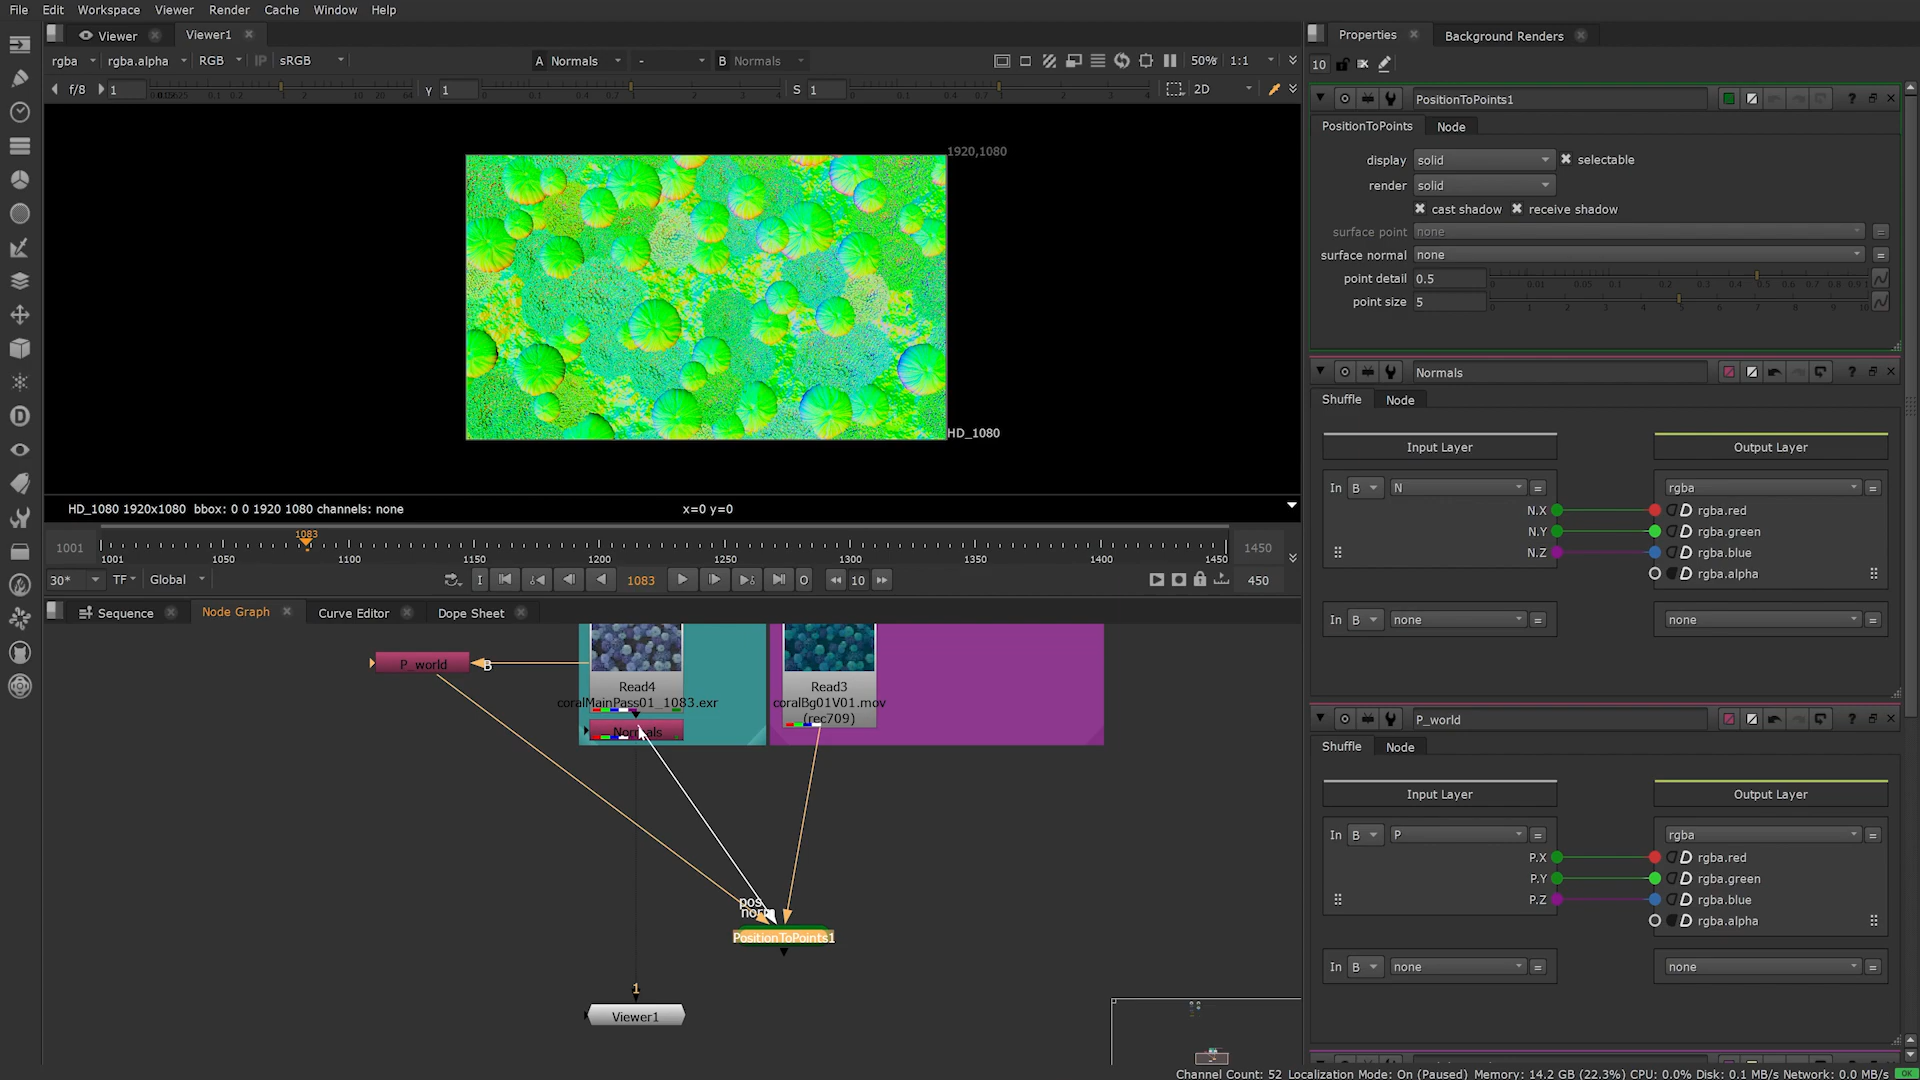 File Edit Workspace Viewer Render Cache Window Help
Viewer Viewer1
rgba rgba.alpha RGB IP sRGB A Normals - B Normals 50% 1:1
f/8 1 γ 1 S 1 2D
1920,1080
HD_1080
HD_1080 1920x1080 bbox: 0 0 1920 1080 channels: none x=0 y=0
1083
1001 1450
1001 1050 1100 1150 1200 1250 1300 1350 1400 1450
30* TF Global I 1083 O 10 450
Sequence Node Graph Curve Editor Dope Sheet
P_world B
Read4
coralMainPass01_1083.exr
Normals
Read3
coralBg01V01.mov
(rec709)
pos
norm
PositionToPoints1
1
Viewer1
Properties Background Renders
10
PositionToPoints1 ?
PositionToPoints Node
display solid selectable
render solid
cast shadow receive shadow
surface point none =
surface normal none =
point detail 0.5
point size 5
Normals ?
Shuffle Node
Input Layer Output Layer
In B N = rgba =
N.X rgba.red
N.Y rgba.green
N.Z rgba.blue
rgba.alpha
In B none = none =
P_world ?
Shuffle Node
Input Layer Output Layer
In B P = rgba =
P.X rgba.red
P.Y rgba.green
P.Z rgba.blue
rgba.alpha
In B none = none =
Channel Count: 52 Localization Mode: On (Paused) Memory: 14.2 GB (22.3%) CPU: 0.0% Disk: 0.1 MB/s Network: 0.0 MB/s OK